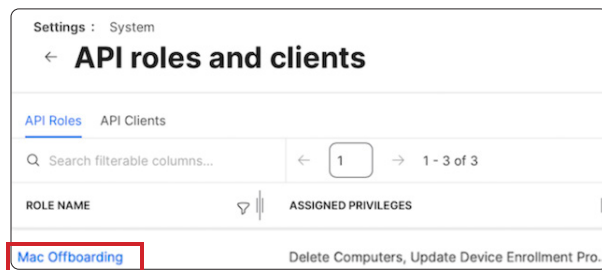 Settings : System
← API roles and clients
API Roles API Clients
Search filterable columns... ← 1 → 1 - 3 of 3
ROLE NAME ASSIGNED PRIVILEGES
Mac Offboarding Delete Computers, Update Device Enrollment Pro.